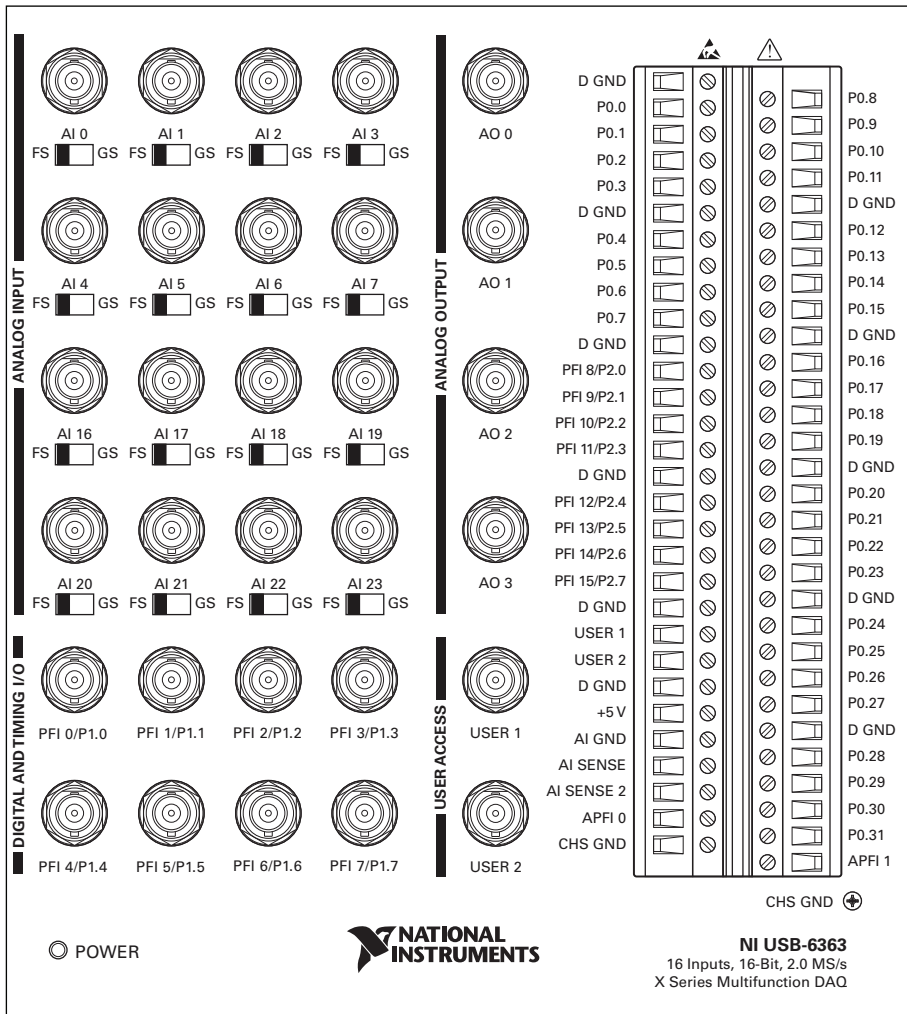 ANALOG INPUT
AI 0 AI 1 AI 2 AI 3
FS GS FS GS FS GS FS GS
AI 4 AI 5 AI 6 AI 7
FS GS FS GS FS GS FS GS
AI 16 AI 17 AI 18 AI 19
FS GS FS GS FS GS FS GS
AI 20 AI 21 AI 22 AI 23
FS GS FS GS FS GS FS GS
DIGITAL AND TIMING I/O
PFI 0/P1.0 PFI 1/P1.1 PFI 2/P1.2 PFI 3/P1.3
PFI 4/P1.4 PFI 5/P1.5 PFI 6/P1.6 PFI 7/P1.7
ANALOG OUTPUT
AO 0
AO 1
AO 2
AO 3
USER ACCESS
USER 1
USER 2
D GND
P0.0
P0.1
P0.2
P0.3
D GND
P0.4
P0.5
P0.6
P0.7
D GND
PFI 8/P2.0
PFI 9/P2.1
PFI 10/P2.2
PFI 11/P2.3
D GND
PFI 12/P2.4
PFI 13/P2.5
PFI 14/P2.6
PFI 15/P2.7
D GND
USER 1
USER 2
D GND
+5 V
AI GND
AI SENSE
AI SENSE 2
APFI 0
CHS GND
P0.8
P0.9
P0.10
P0.11
D GND
P0.12
P0.13
P0.14
P0.15
D GND
P0.16
P0.17
P0.18
P0.19
D GND
P0.20
P0.21
P0.22
P0.23
D GND
P0.24
P0.25
P0.26
P0.27
D GND
P0.28
P0.29
P0.30
P0.31
APFI 1
CHS GND
POWER
NATIONAL
INSTRUMENTS
NI USB-6363
16 Inputs, 16-Bit, 2.0 MS/s
X Series Multifunction DAQ